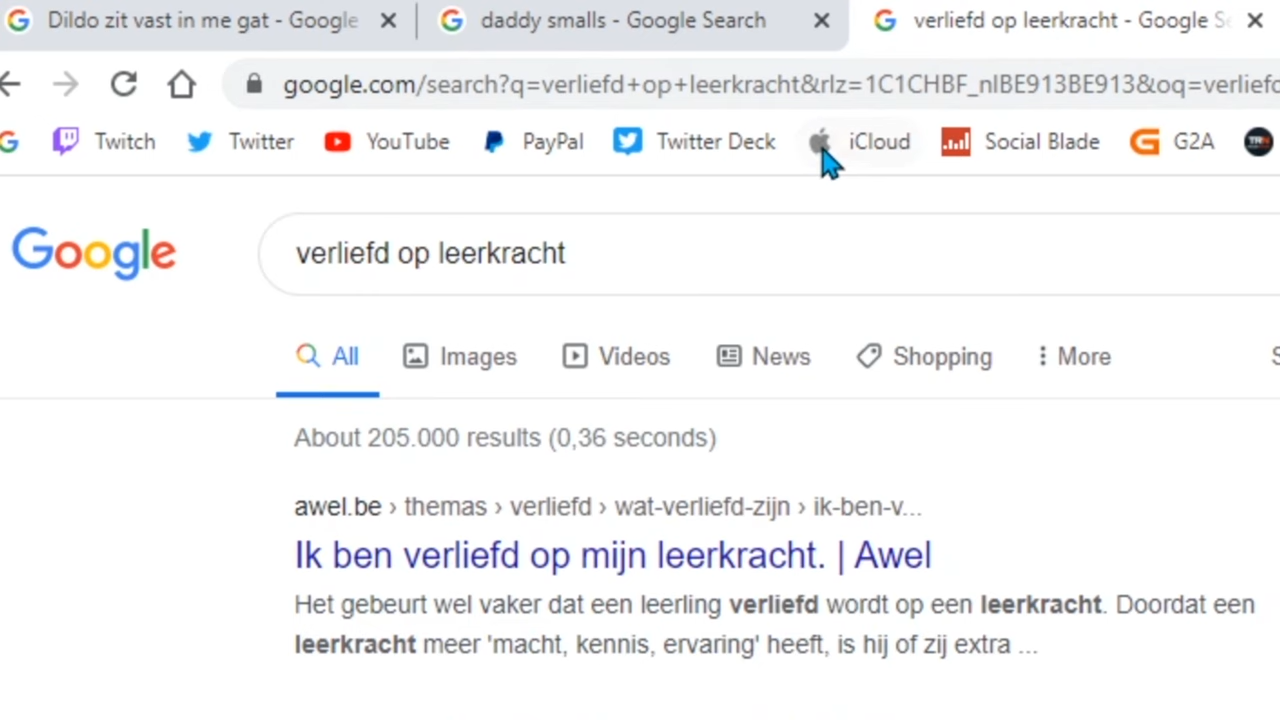 Dildo zit vast in me gat - Google
daddy smalls - Google Search
verliefd op leerkracht - Google Se
google.com/search?q=verliefd+op+leerkracht&rlz=1C1CHBF_nlBE913BE913&oq=verliefd
Twitch Twitter YouTube PayPal Twitter Deck iCloud Social Blade G2A TRN
Google
verliefd op leerkracht
All Images Videos News Shopping More
About 205.000 results (0,36 seconds)
awel.be › themas › verliefd › wat-verliefd-zijn › ik-ben-v...
Ik ben verliefd op mijn leerkracht. | Awel
Het gebeurt wel vaker dat een leerling verliefd wordt op een leerkracht. Doordat een
leerkracht meer 'macht, kennis, ervaring' heeft, is hij of zij extra ...